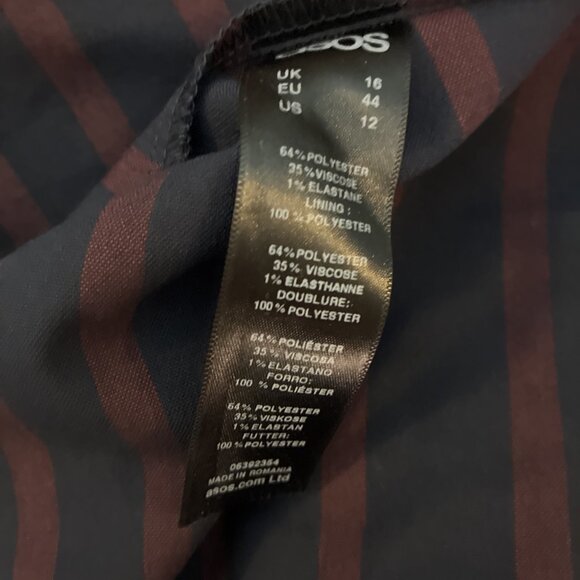 asos
UK 16
EU 44
US 12
64% POLYESTER
35% VISCOSE
1% ELASTANE
LINING :
100 % POLYESTER
64% POLYESTER
35% VISCOSE
1% ELASTHANNE
DOUBLURE:
100% POLYESTER
64 % POLIÉSTER
35 % VISCOSA
1 % ELASTANO
FORRO:
100 % POLIÉSTER
64% POLYESTER
35% VISKOSE
1% ELASTAN
FUTTER:
100 % POLYESTER
06392354
MADE IN ROMANIA
asos.com Ltd